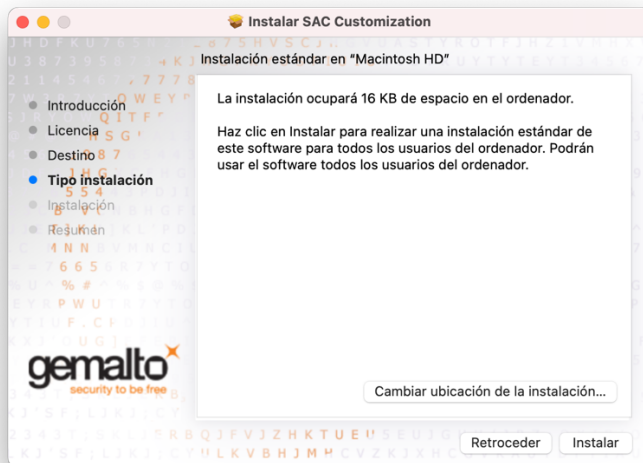 Instalar SAC Customization
Instalación estándar en “Macintosh HD”
Introducción
Licencia
Destino
Tipo instalación
Instalación
Resumen
La instalación ocupará 16 KB de espacio en el ordenador.
Haz clic en Instalar para realizar una instalación estándar de
este software para todos los usuarios del ordenador. Podrán
usar el software todos los usuarios del ordenador.
gemalto
security to be free
Cambiar ubicación de la instalación...
Retroceder
Instalar